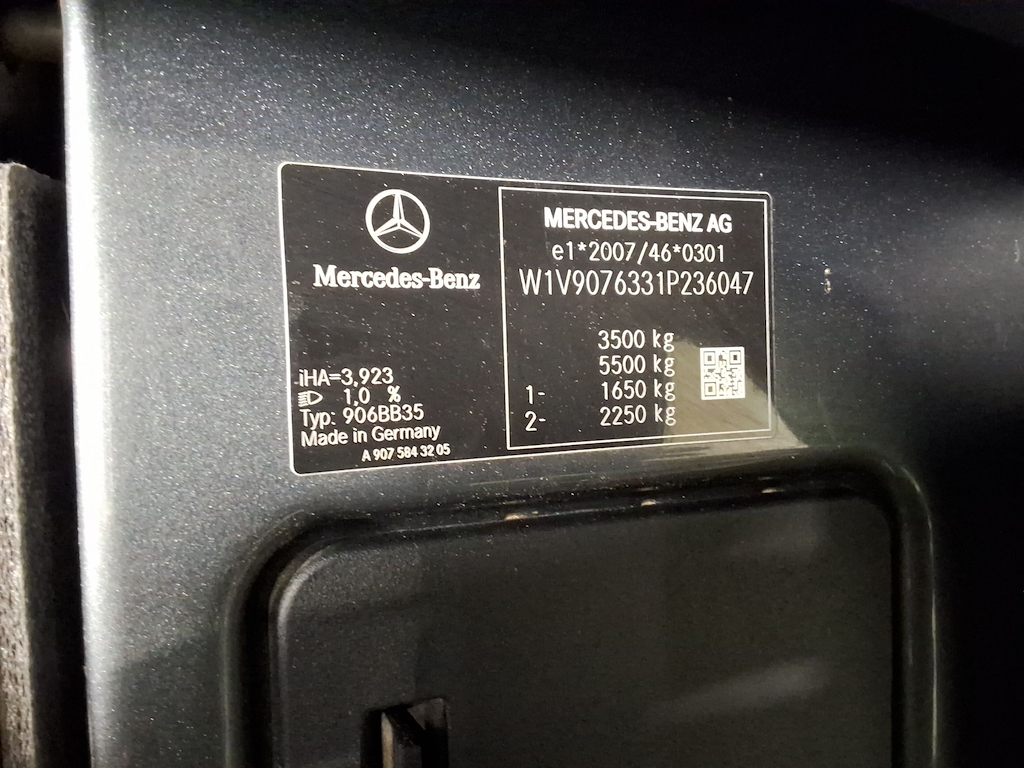 Mercedes-Benz
iHA=3,923
1,0 %
Typ: 906BB35
Made in Germany
A 907 584 32 05
MERCEDES-BENZ AG
e1*2007/46*0301
W1V9076331P236047
3500 kg
5500 kg
1- 1650 kg
2- 2250 kg